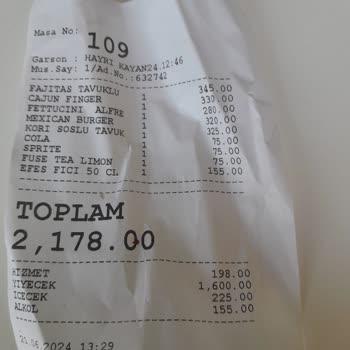 Masa No: 109
Garson : HAYRI KAYAN24.12:46
Mus.Say: 1/Ad.No.:632742
FAJITAS TAVUKLU 1 345.00
CAJUN FINGER 1 330.00
FETTUCINI ALFRE 1 280.00
MEXICAN BURGER 1 320.00
KORI SOSLU TAVUK 1 325.00
COLA 1 75.00
SPRITE 1 75.00
FUSE TEA LIMON 1 75.00
EFES FICI 50 CL 1 155.00
TOPLAM
2,178.00
HIZMET 198.00
YIYECEK 1,600.00
ICECEK 225.00
ALKOL 155.00
2024 13:29